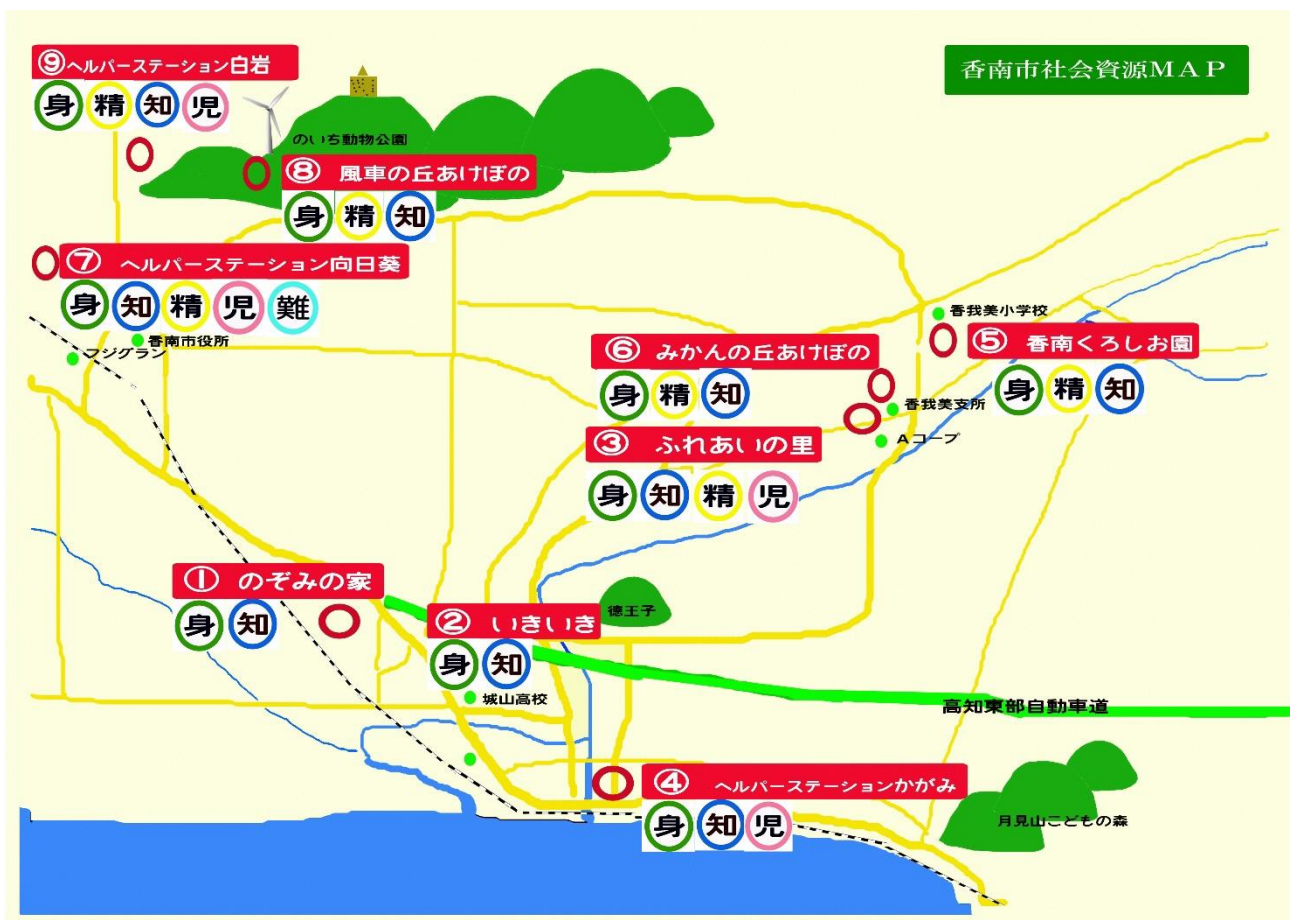 香南市社会資源MAP
⑨ヘルパーステーション白岩
身 精 知 児
のいち動物公園
⑧ 風車の丘あけぼの
身 精 知
⑦ ヘルパーステーション向日葵
身 知 精 児 難
香南市役所
フジグラン
香我美小学校
⑤ 香南くろしお園
身 精 知
⑥ みかんの丘あけぼの
身 精 知
香我美支所
Aコープ
③ ふれあいの里
身 知 精 児
① のぞみの家
身 知
② いきいき
身 知
徳王子
城山高校
高知東部自動車道
④ ヘルパーステーションかがみ
身 知 児
月見山こどもの森